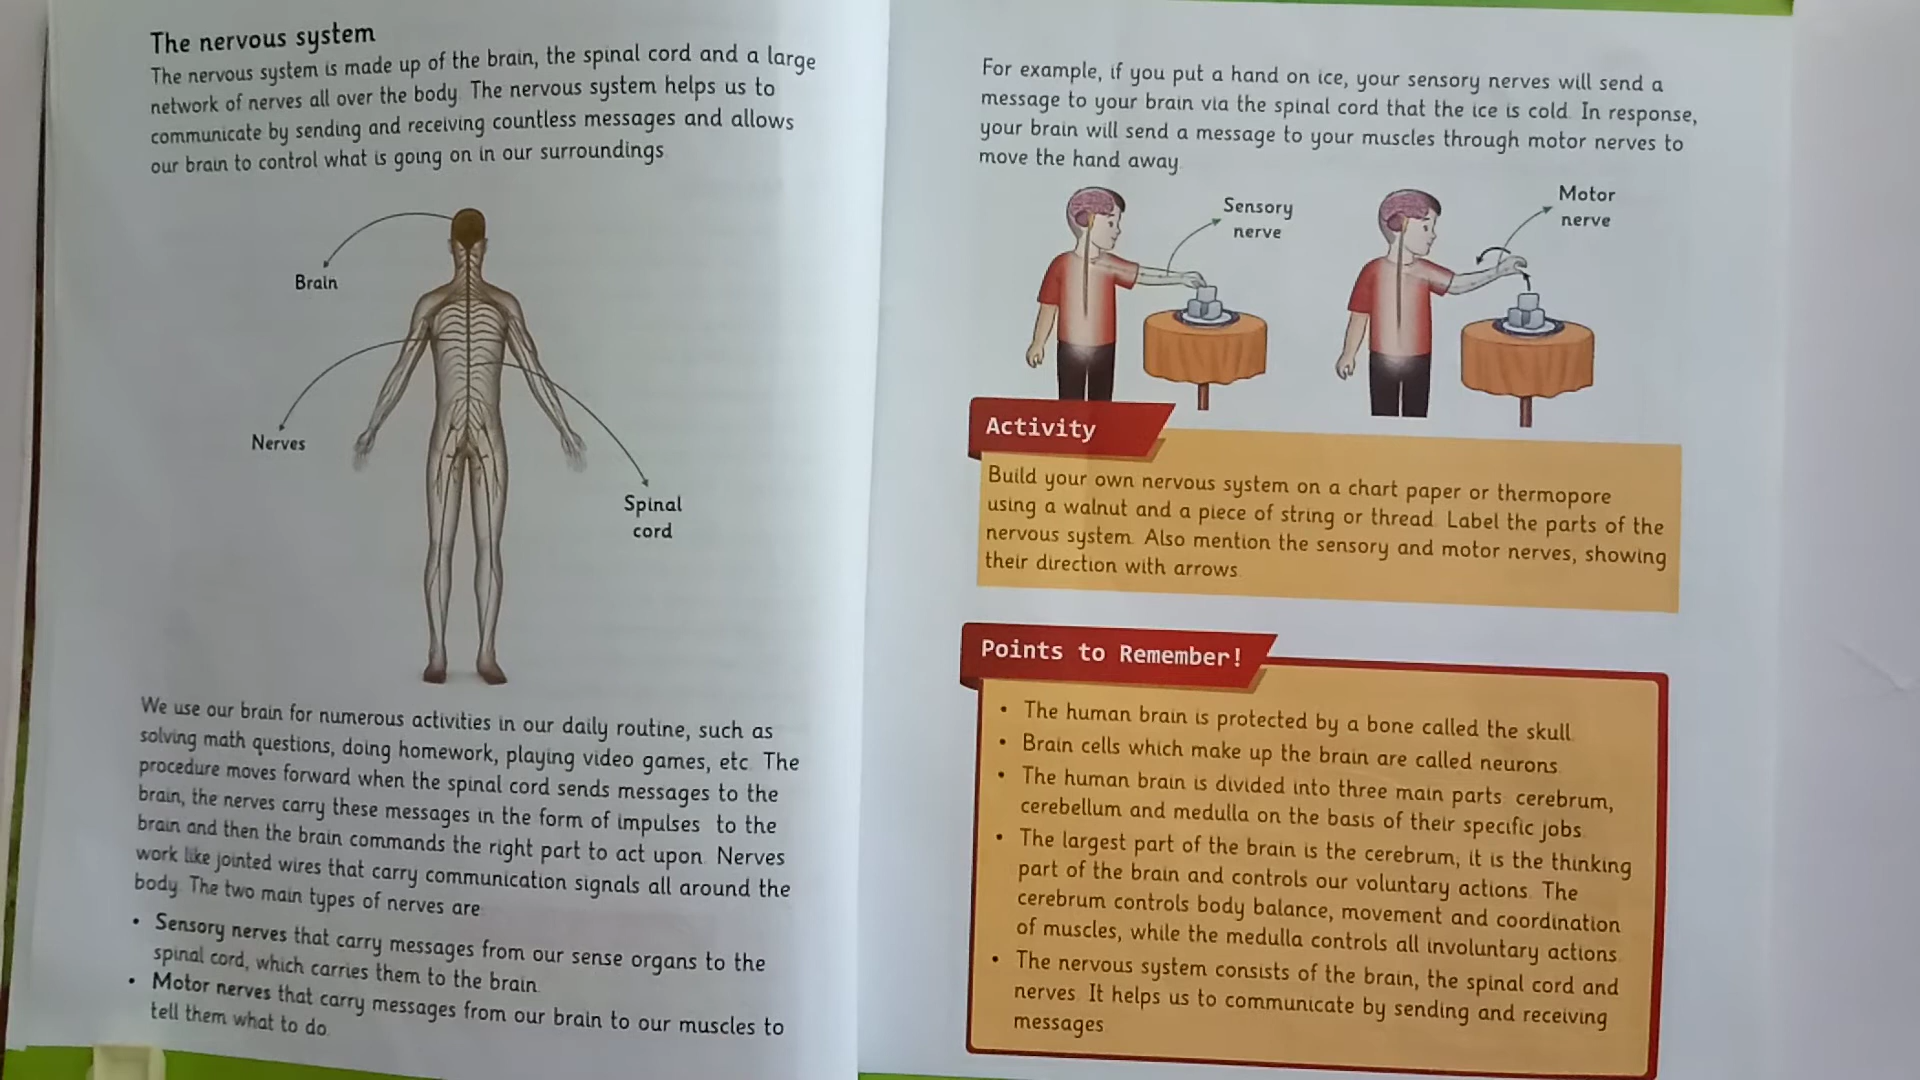 The nervous system
The nervous system is made up of the brain, the spinal cord and a large
network of nerves all over the body. The nervous system helps us to
communicate by sending and receiving countless messages and allows
our brain to control what is going on in our surroundings.
Brain
Nerves
Spinal
cord
We use our brain for numerous activities in our daily routine, such as
solving math questions, doing homework, playing video games, etc. The
procedure moves forward when the spinal cord sends messages to the
brain, the nerves carry these messages in the form of impulses to the
brain and then the brain commands the right part to act upon. Nerves
work like jointed wires that carry communication signals all around the
body. The two main types of nerves are:
• Sensory nerves that carry messages from our sense organs to the
spinal cord, which carries them to the brain.
• Motor nerves that carry messages from our brain to our muscles to
tell them what to do.
For example, if you put a hand on ice, your sensory nerves will send a
message to your brain via the spinal cord that the ice is cold. In response,
your brain will send a message to your muscles through motor nerves to
move the hand away.
Sensory
nerve
Motor
nerve
Activity
Build your own nervous system on a chart paper or thermopore
using a walnut and a piece of string or thread. Label the parts of the
nervous system. Also mention the sensory and motor nerves, showing
their direction with arrows.
Points to Remember!
• The human brain is protected by a bone called the skull.
• Brain cells which make up the brain are called neurons.
• The human brain is divided into three main parts: cerebrum,
cerebellum and medulla on the basis of their specific jobs.
• The largest part of the brain is the cerebrum; it is the thinking
part of the brain and controls our voluntary actions. The
cerebrum controls body balance, movement and coordination
of muscles, while the medulla controls all involuntary actions.
• The nervous system consists of the brain, the spinal cord and
nerves. It helps us to communicate by sending and receiving
messages.